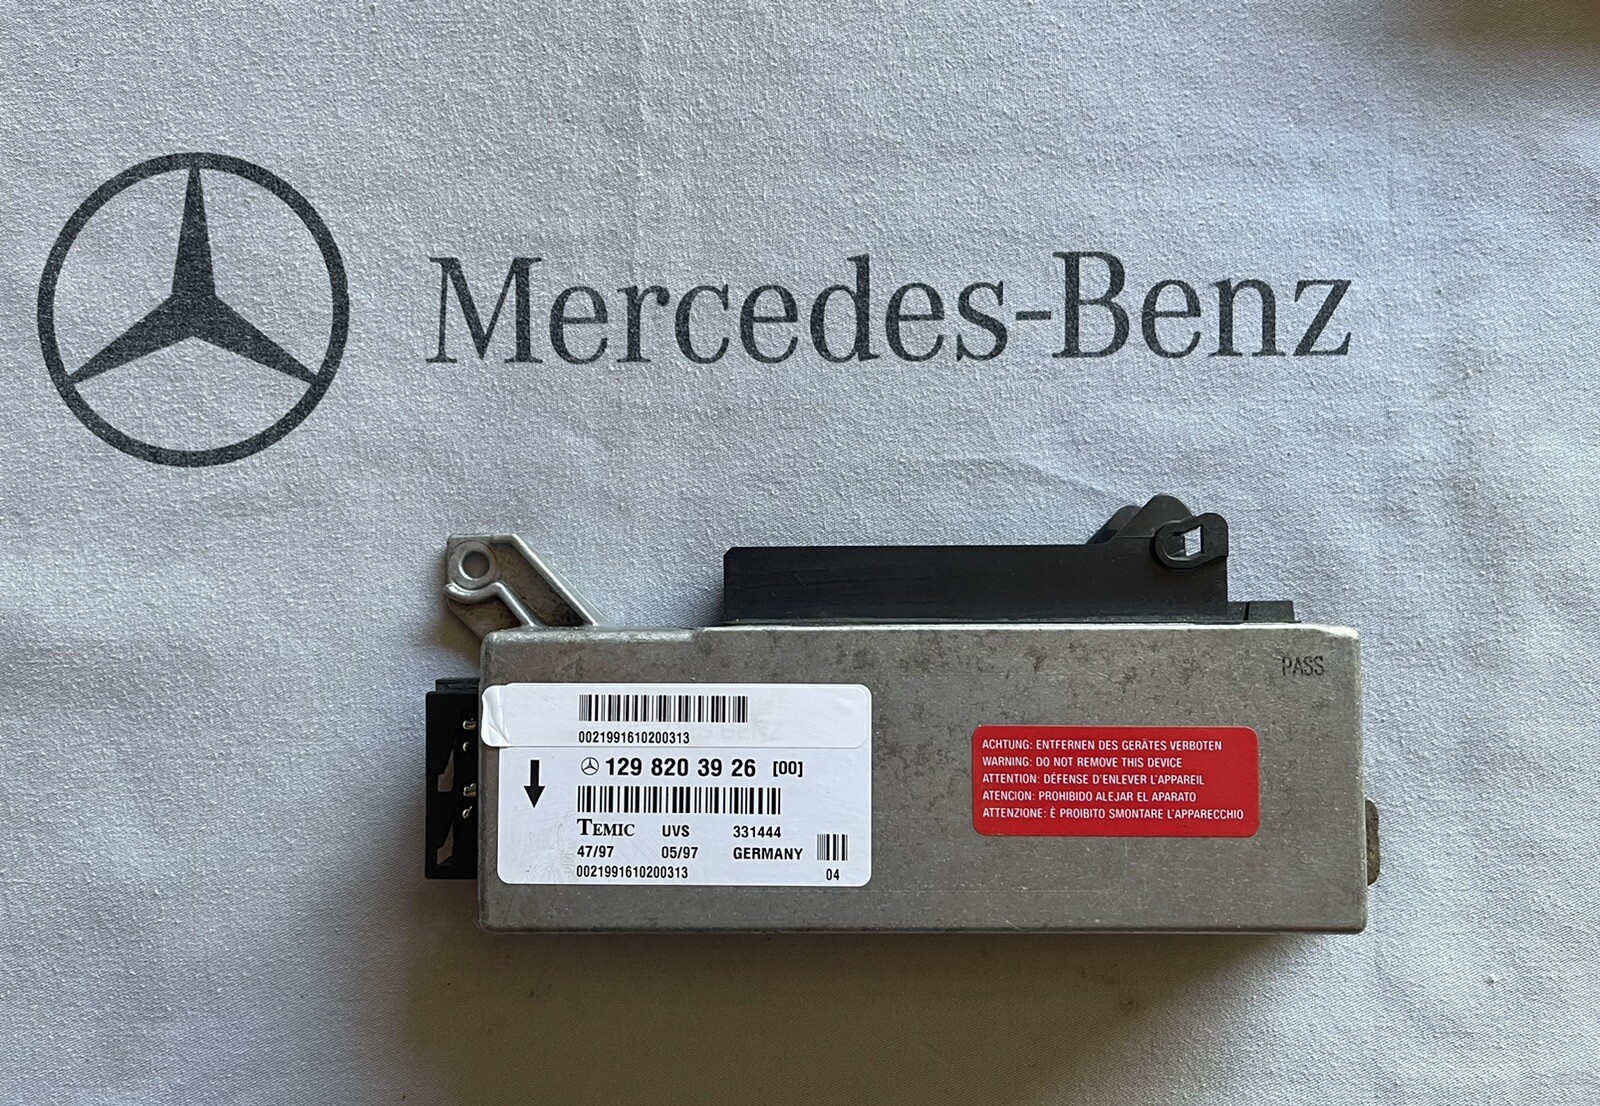 Mercedes-Benz
PASS
0021991610200313
129 820 39 26 [00]
TEMIC UVS 331444
47/97 05/97 GERMANY
0021991610200313 04
ACHTUNG: ENTFERNEN DES GERÄTES VERBOTEN
WARNING: DO NOT REMOVE THIS DEVICE
ATTENTION: DÉFENSE D'ENLEVER L'APPAREIL
ATENCION: PROHIBIDO ALEJAR EL APARATO
ATTENZIONE: È PROIBITO SMONTARE L'APPARECCHIO